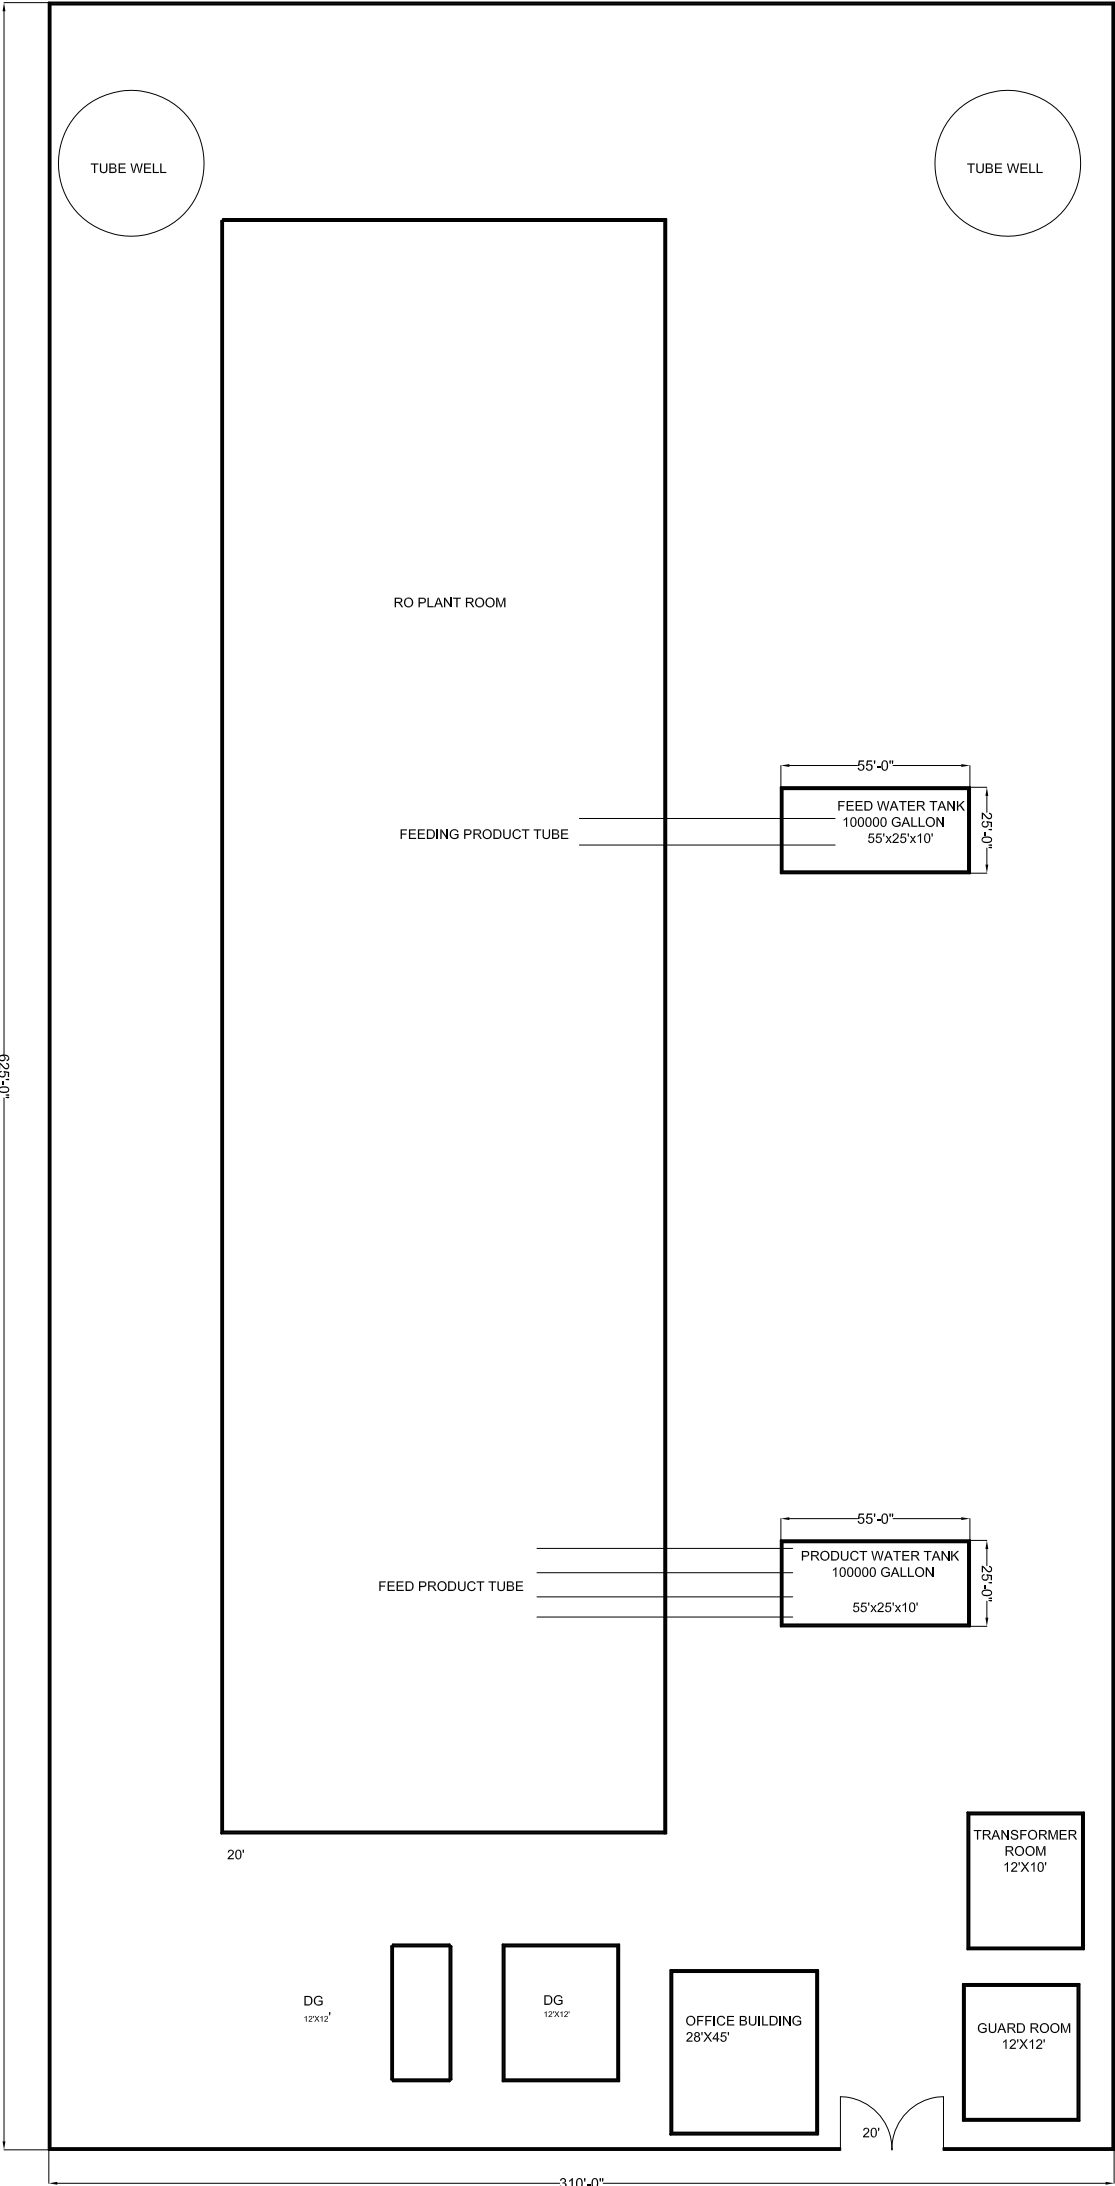 TUBE WELL
TUBE WELL
RO PLANT ROOM
55'-0"
FEED WATER TANK
100000 GALLON
55'x25'x10'
25'-0"
FEEDING PRODUCT TUBE
625'-0"
55'-0"
PRODUCT WATER TANK
100000 GALLON
55'x25'x10'
25'-0"
FEED PRODUCT TUBE
20'
TRANSFORMER
ROOM
12'X10'
DG
12'X12'
DG
12'X12'
OFFICE BUILDING
28'X45'
GUARD ROOM
12'X12'
20'
310'-0"